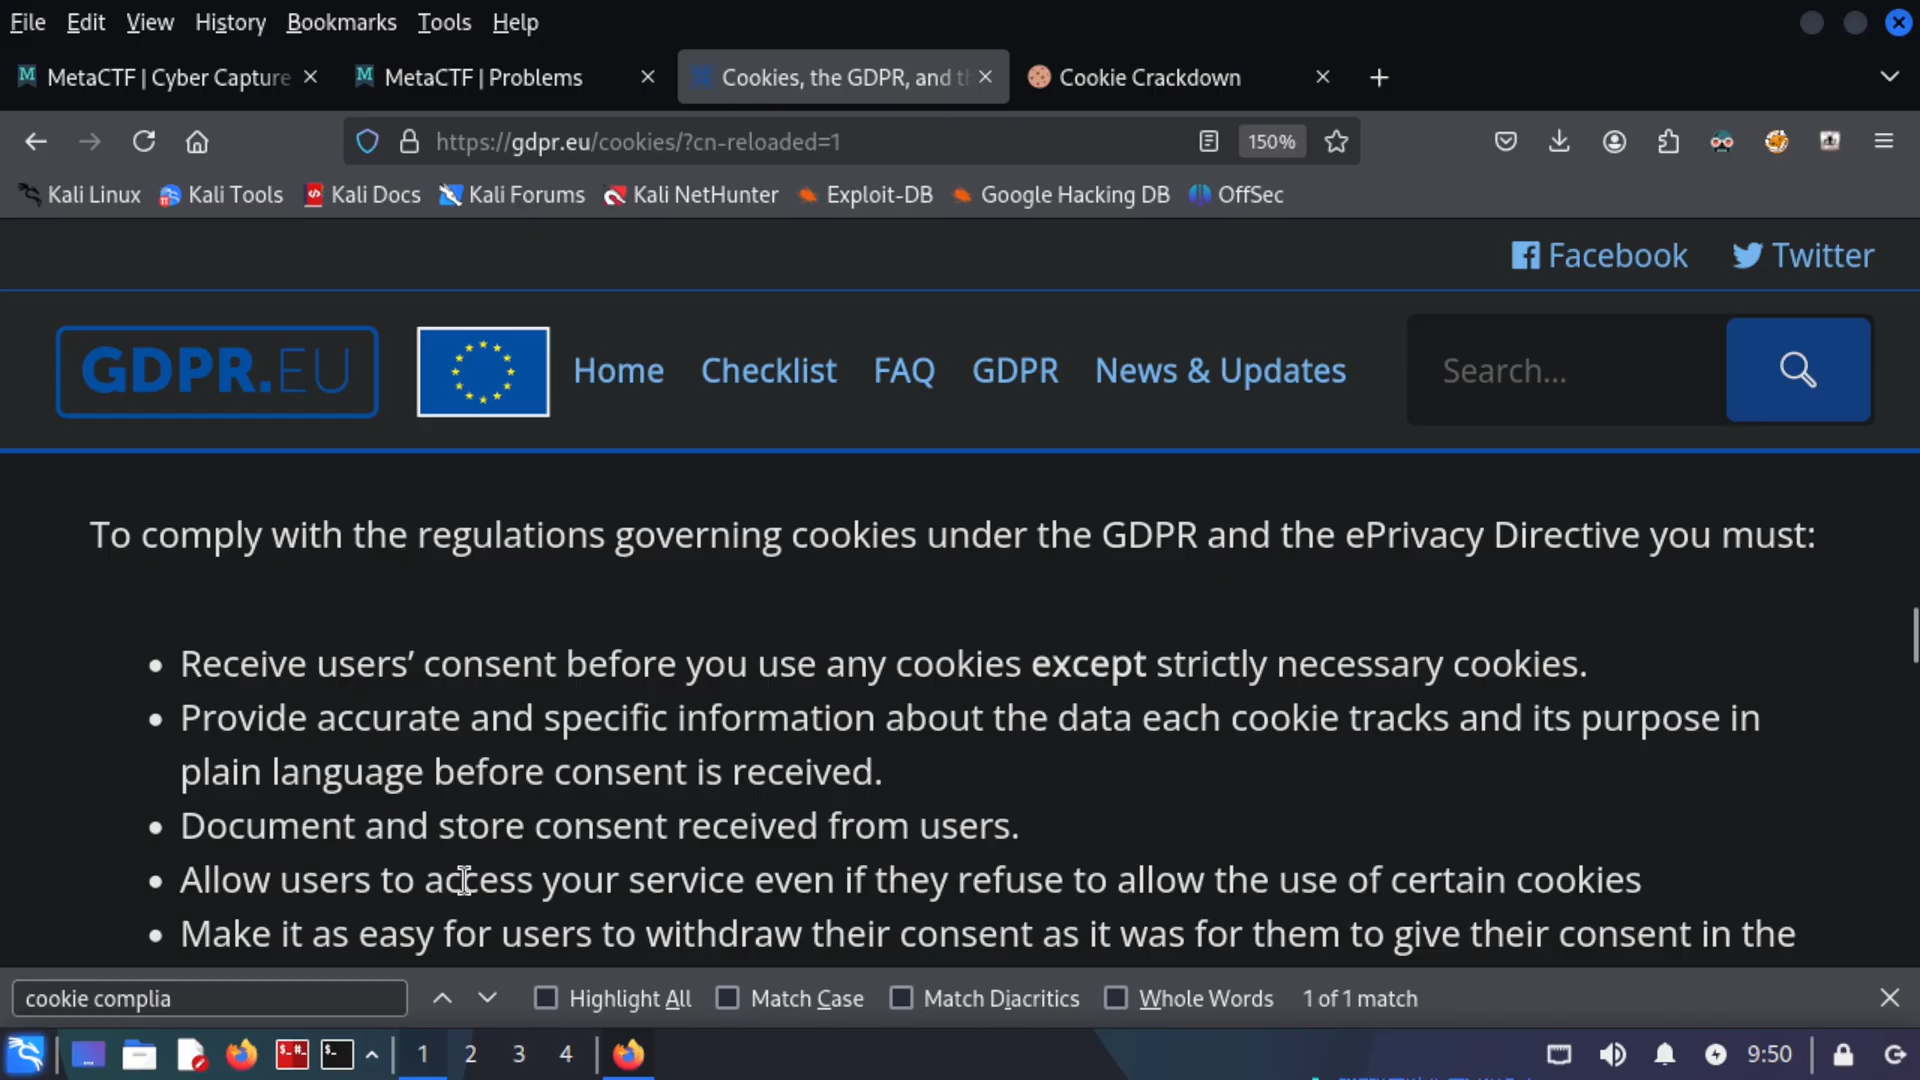 File Edit View History Bookmarks Tools Help
MetaCTF | Cyber Capture
MetaCTF | Problems
Cookies, the GDPR, and th
Cookie Crackdown
https://gdpr.eu/cookies/?cn-reloaded=1
150%
Kali Linux Kali Tools Kali Docs Kali Forums Kali NetHunter Exploit-DB Google Hacking DB OffSec
Facebook Twitter
GDPR.EU
Home Checklist FAQ GDPR News & Updates
Search...
To comply with the regulations governing cookies under the GDPR and the ePrivacy Directive you must:
• Receive users’ consent before you use any cookies except strictly necessary cookies.
• Provide accurate and specific information about the data each cookie tracks and its purpose in
plain language before consent is received.
• Document and store consent received from users.
• Allow users to access your service even if they refuse to allow the use of certain cookies
• Make it as easy for users to withdraw their consent as it was for them to give their consent in the
cookie complia
Highlight All Match Case Match Diacritics Whole Words 1 of 1 match
1 2 3 4
9:50